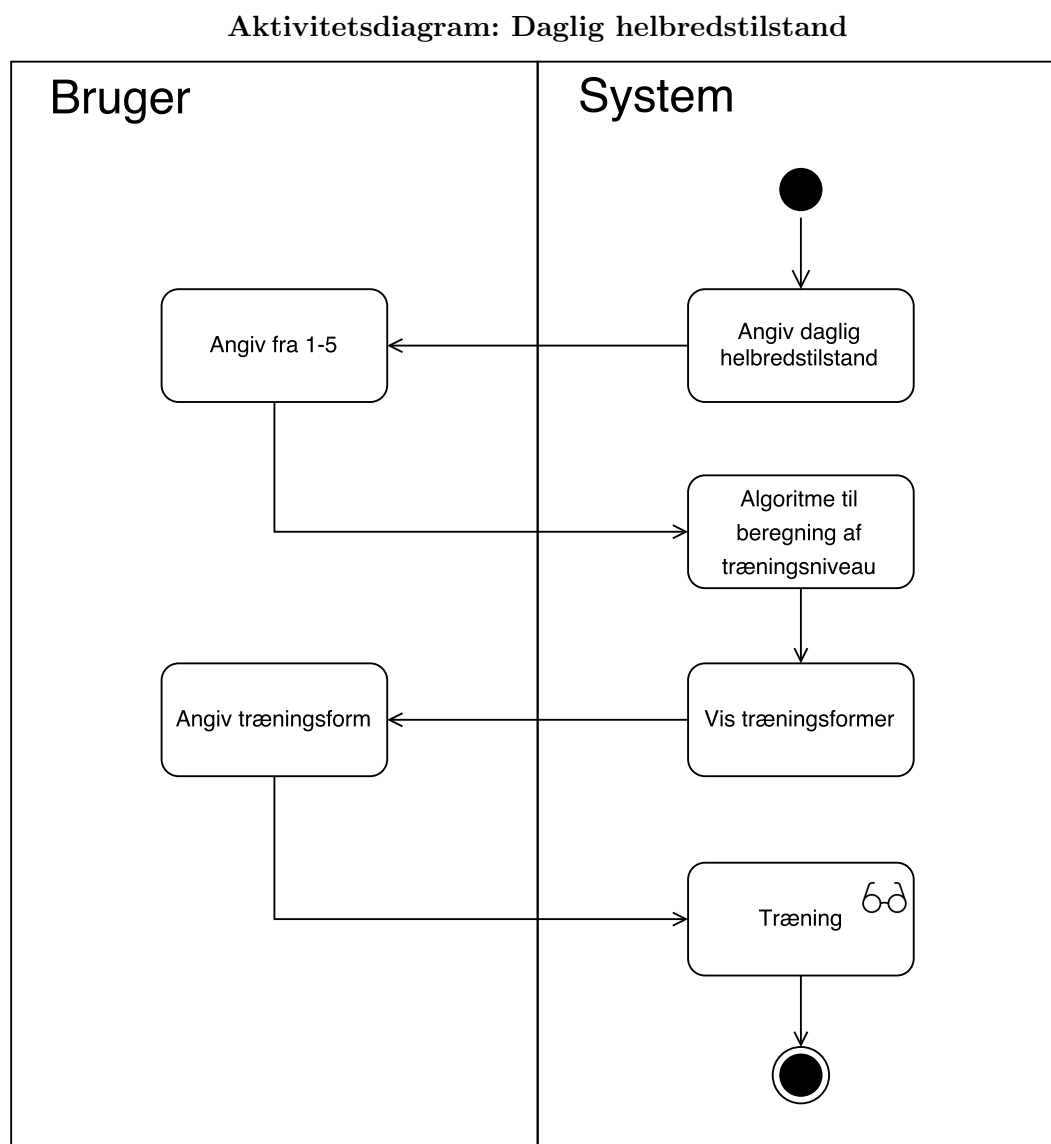 Aktivitetsdiagram: Daglig helbredstilstand
Bruger
System
Angiv fra 1-5
Angiv daglig
helbredstilstand
Algoritme til
beregning af
træningsniveau
Angiv træningsform
Vis træningsformer
Træning